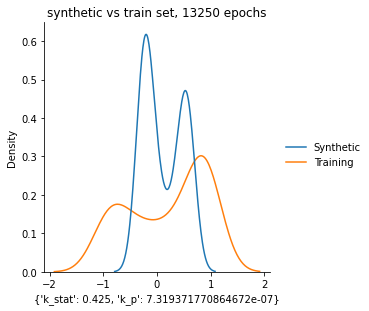 synthetic vs train set, 13250 epochs
0.6
0.5
0.4
0.3
0.2
0.1
0.0
Density
Synthetic
Training
−2
−1
0
1
2
{'k_stat': 0.425, 'k_p': 7.319371770864672e-07}